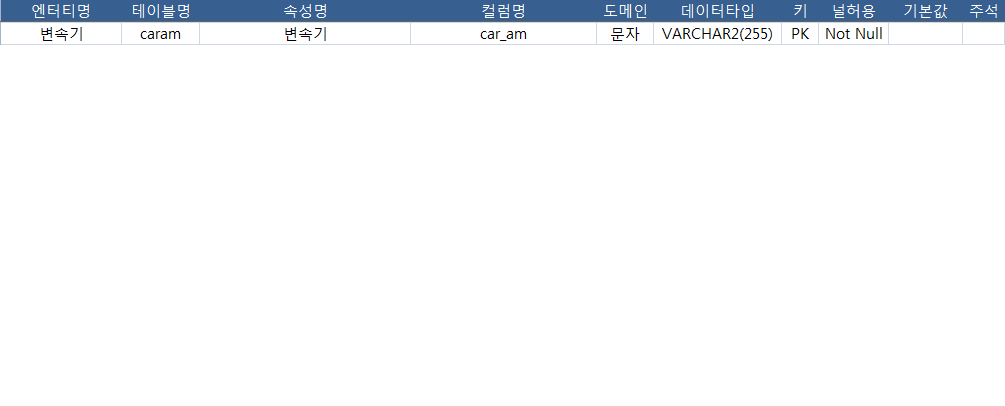 엔터티명 테이블명 속성명 컬럼명 도메인 데이터타입 키 널허용 기본값 주석
변속기 caram 변속기 car_am 문자 VARCHAR2(255) PK Not Null